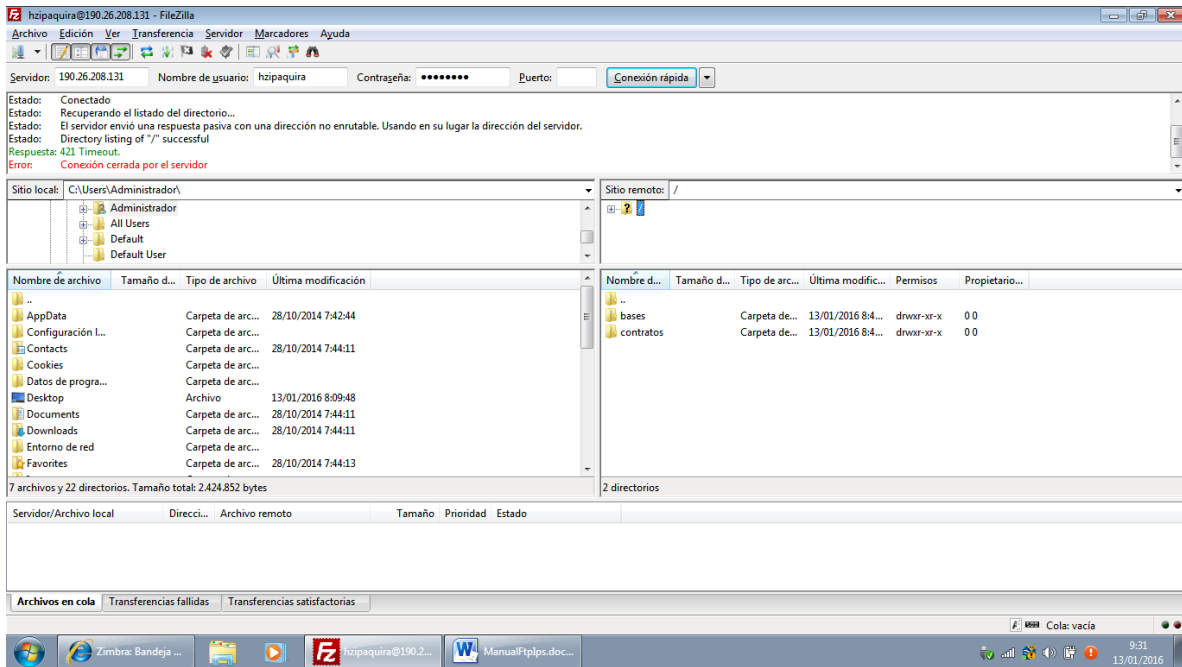 hzipaquira@190.26.208.131 - FileZilla
Archivo Edición Ver Transferencia Servidor Marcadores Ayuda
Servidor: 190.26.208.131 Nombre de usuario: hzipaquira Contraseña: ●●●●●●●● Puerto: Conexión rápida
Estado: Conectado
Estado: Recuperando el listado del directorio...
Estado: El servidor envió una respuesta pasiva con una dirección no enrutable. Usando en su lugar la dirección del servidor.
Estado: Directory listing of "/" successful
Respuesta: 421 Timeout.
Error: Conexión cerrada por el servidor
Sitio local: C:\Users\Administrador\
Administrador
All Users
Default
Default User
Sitio remoto: /
/
Nombre de archivo Tamaño d... Tipo de archivo Última modificación
..
AppData Carpeta de arc... 28/10/2014 7:42:44
Configuración l... Carpeta de arc...
Contacts Carpeta de arc... 28/10/2014 7:44:11
Cookies Carpeta de arc...
Datos de progra... Carpeta de arc...
Desktop Archivo 13/01/2016 8:09:48
Documents Carpeta de arc... 28/10/2014 7:44:11
Downloads Carpeta de arc... 28/10/2014 7:44:11
Entorno de red Carpeta de arc...
Favorites Carpeta de arc... 28/10/2014 7:44:13
7 archivos y 22 directorios. Tamaño total: 2.424.852 bytes
Nombre d... Tamaño d... Tipo de arc... Última modific... Permisos Propietario...
..
bases Carpeta de... 13/01/2016 8:4... drwxr-xr-x 0 0
contratos Carpeta de... 13/01/2016 8:4... drwxr-xr-x 0 0
2 directorios
Servidor/Archivo local Direcci... Archivo remoto Tamaño Prioridad Estado
Archivos en cola Transferencias fallidas Transferencias satisfactorias
Cola: vacía
Zimbra: Bandeja ... hzipaquira@190.2... ManualFtpIps.doc... 9:31
13/01/2016